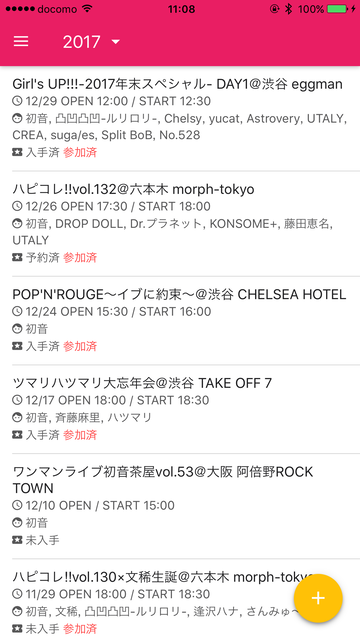 docomo 11:08 100%
2017
Girl's UP!!!-2017年末スペシャル- DAY1@渋谷 eggman
12/29 OPEN 12:00 / START 12:30
初音, 凸凹凸凹-ルリロリ-, Chelsy, yucat, Astrovery, UTALY,
CREA, suga/es, Split BoB, No.528
入手済 参加済
ハピコレ!!vol.132@六本木 morph-tokyo
12/26 OPEN 17:30 / START 18:00
初音, DROP DOLL, Dr.プラネット, KONSOME+, 藤田恵名,
UTALY
予約済 参加済
POP'N'ROUGE〜イブに約束〜@渋谷 CHELSEA HOTEL
12/24 OPEN 15:30 / START 16:00
初音
入手済 参加済
ツマリハツマリ大忘年会@渋谷 TAKE OFF 7
12/17 OPEN 18:00 / START 18:30
初音, 斉藤麻里, ハツマリ
入手済 参加済
ワンマンライブ初音茶屋vol.53@大阪 阿倍野ROCK
TOWN
12/10 OPEN / START 15:00
初音
未入手
ハピコレ!!vol.130×文稀生誕@六本木 morph-tokyo
11/29 OPEN 18:00 / START 18:30
初音, 文稀, 凸凹凸凹-ルリロリ-, 逢沢ハナ, さんみゅ〜
未入手 参加済